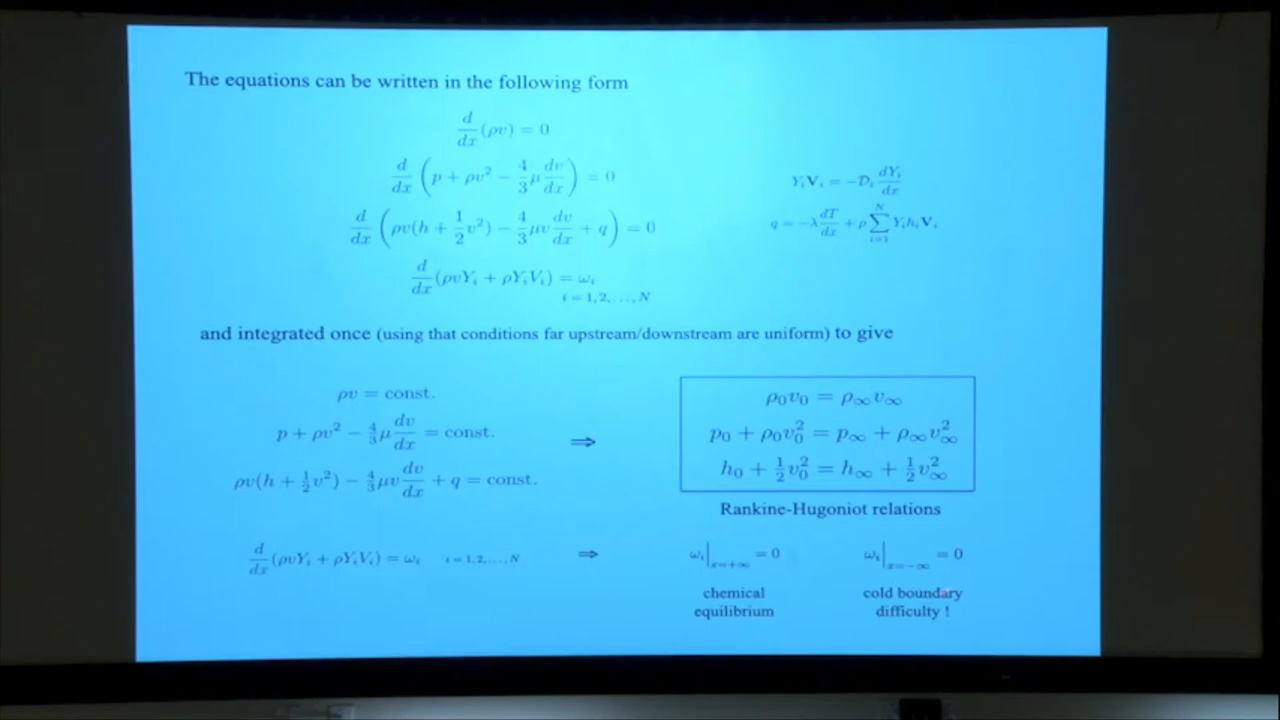 The equations can be written in the following form
d/dx (ρv) = 0
d/dx (p + ρv² − 4/3 μ dv/dx) = 0
d/dx (ρv(h + 1/2 v²) − 4/3 μv dv/dx + q) = 0
d/dx (ρvYᵢ + ρYᵢVᵢ) = ωᵢ
i = 1, 2, ..., N
Yᵢ𝐕ᵢ = −𝒟ᵢ dYᵢ/dx
q = −λ dT/dx + ρ ∑ᵢ₌₁ᴺ Yᵢhᵢ𝐕ᵢ
and integrated once (using that conditions far upstream/downstream are uniform) to give
ρv = const.
p + ρv² − 4/3 μ dv/dx = const.
ρv(h + 1/2 v²) − 4/3 μv dv/dx + q = const.
⇒
ρ₀v₀ = ρ∞v∞
p₀ + ρ₀v₀² = p∞ + ρ∞v∞²
h₀ + 1/2 v₀² = h∞ + 1/2 v∞²
Rankine-Hugoniot relations
d/dx (ρvYᵢ + ρYᵢVᵢ) = ωᵢ i = 1, 2, ..., N ⇒ ωᵢ|x=+∞ = 0 ωᵢ|x=−∞ = 0
chemical
equilibrium
cold boundary
difficulty !